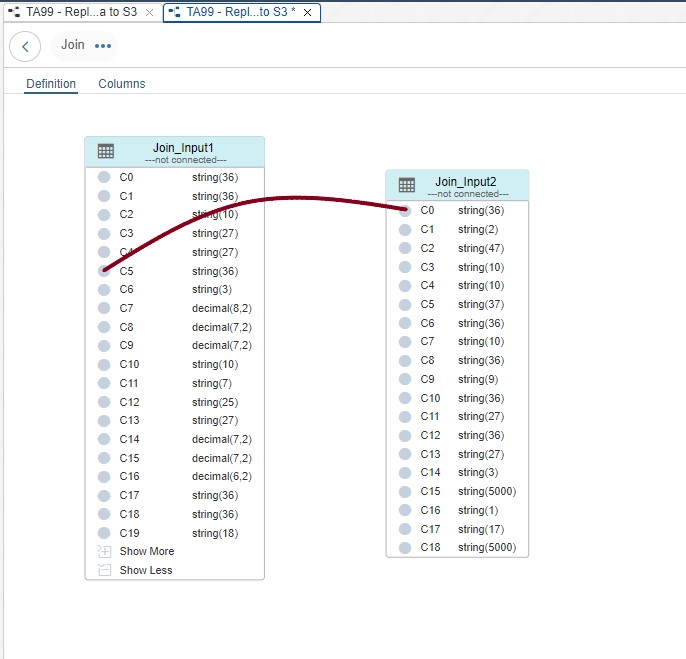 TA99 - Repl...a to S3
TA99 - Repl...to S3 *
Join
Definition Columns
Join_Input1
---not connected---
C0 string(36)
C1 string(36)
C2 string(10)
C3 string(27)
C4 string(27)
C5 string(36)
C6 string(3)
C7 decimal(8,2)
C8 decimal(7,2)
C9 decimal(7,2)
C10 string(10)
C11 string(7)
C12 string(25)
C13 string(27)
C14 decimal(7,2)
C15 decimal(7,2)
C16 decimal(6,2)
C17 string(36)
C18 string(36)
C19 string(18)
Show More
Show Less
Join_Input2
---not connected---
C0 string(36)
C1 string(2)
C2 string(47)
C3 string(10)
C4 string(10)
C5 string(37)
C6 string(36)
C7 string(10)
C8 string(36)
C9 string(9)
C10 string(36)
C11 string(27)
C12 string(36)
C13 string(27)
C14 string(3)
C15 string(5000)
C16 string(1)
C17 string(17)
C18 string(5000)